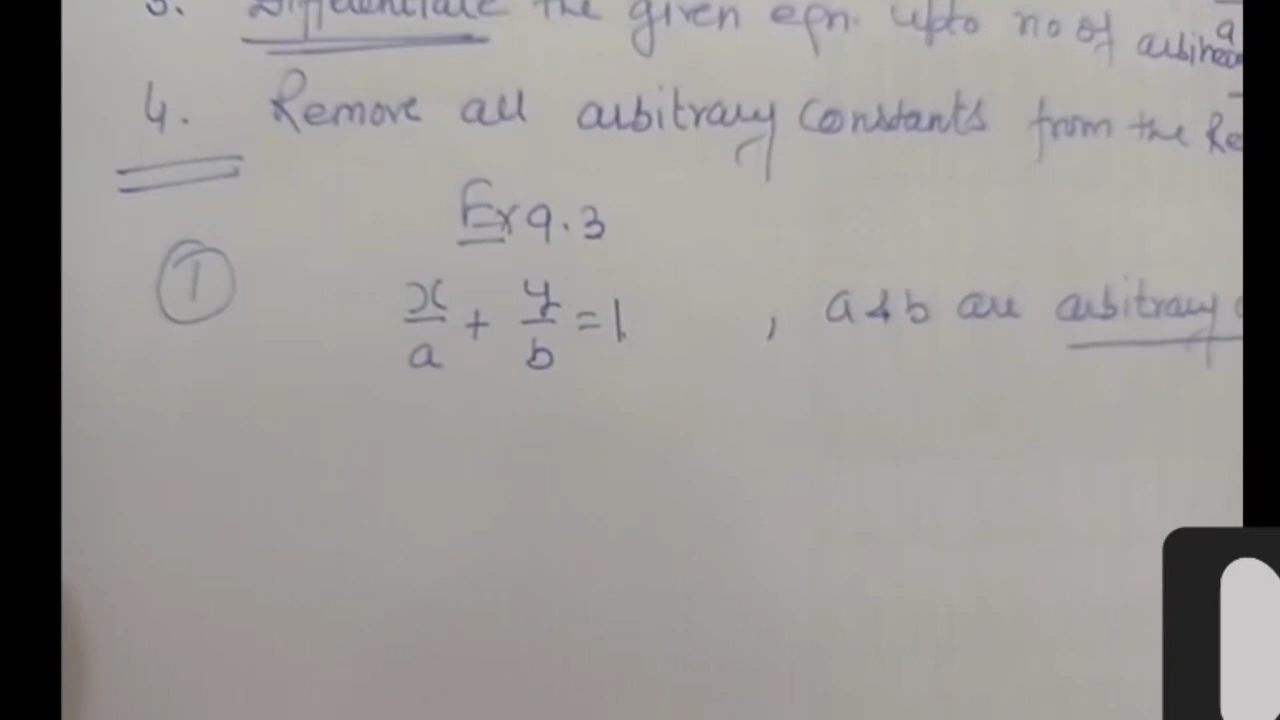 3. Differentiate the given eqn. upto no of
4. Remove all arbitrary constants from the
Ex 9.3
① x/a + y/b = 1 , a & b are arbitrary